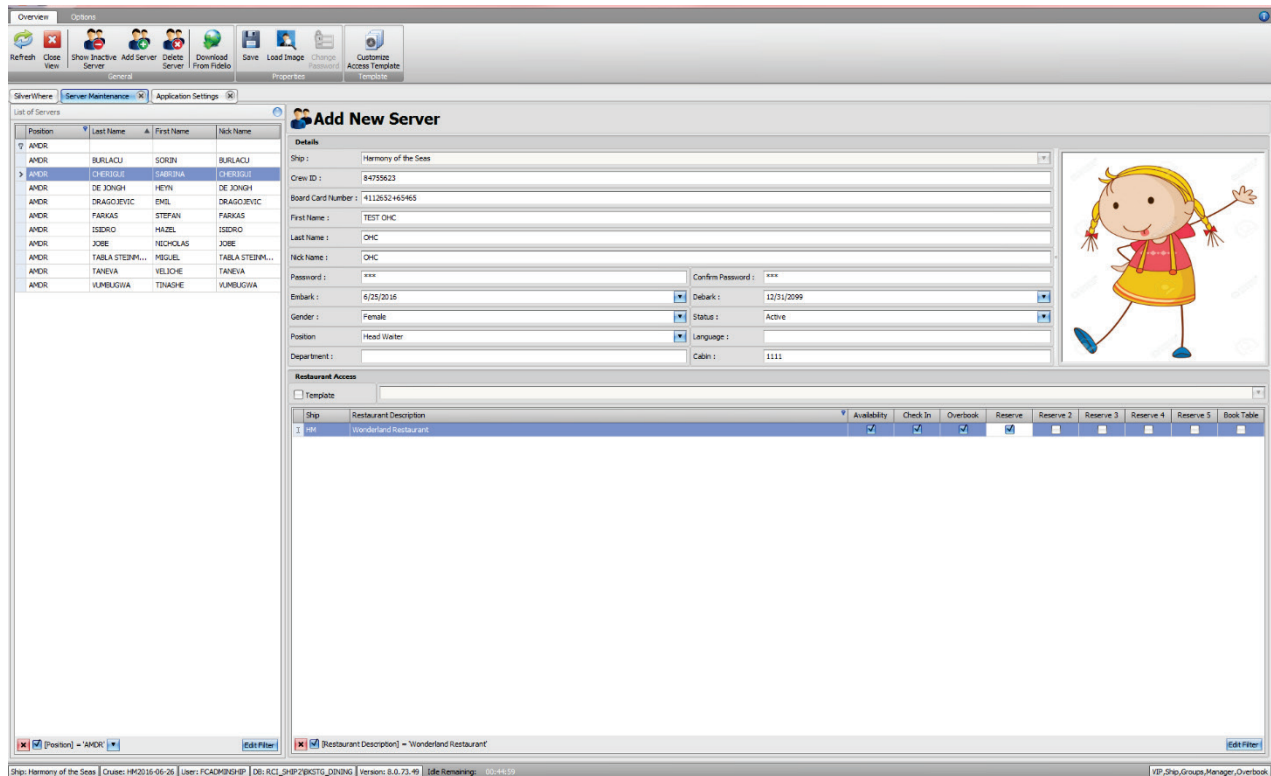 Overview Options
Refresh Close View Show Inactive Server Add Server Delete Server Download From Fidelio Save Load Image Change Password Customize Access Template
General Properties Template
SilverWhere Server Maintenance Application Settings
List of Servers
Position Last Name First Name Nick Name
AMDR
AMDR BURLACU SORIN BURLACU
AMDR CHERIGUI SABRINA CHERIGUI
AMDR DE JONGH HEYN DE JONGH
AMDR DRAGOJEVIC EMIL DRAGOJEVIC
AMDR FARKAS STEFAN FARKAS
AMDR ISIDRO HAZEL ISIDRO
AMDR JOBE NICHOLAS JOBE
AMDR TABLA STEINM... MIGUEL TABLA STEINM...
AMDR TANEVA VELICHE TANEVA
AMDR VUMBUGWA TINASHE VUMBUGWA
[Position] = 'AMDR' Edit Filter
Add New Server
Details
Ship : Harmony of the Seas
Crew ID : 84755623
Board Card Number : 4112652+65465
First Name : TEST OHC
Last Name : OHC
Nick Name : OHC
Password : *** Confirm Password : ***
Embark : 6/25/2016 Debark : 12/31/2099
Gender : Female Status : Active
Position Head Waiter Language :
Department : Cabin : 1111
Restaurant Access
Template
Ship Restaurant Description Availability Check In Overbook Reserve Reserve 2 Reserve 3 Reserve 4 Reserve 5 Book Table
HM Wonderland Restaurant
[Restaurant Description] = 'Wonderland Restaurant' Edit Filter
Ship: Harmony of the Seas Cruise: HM2016-06-26 User: FCADMINSHIP DB: RCI_SHIP2\BKSTG_DINING Version: 8.0.73.49 Idle Remaining: 00:44:59 VIP,Ship,Groups,Manager,Overbook